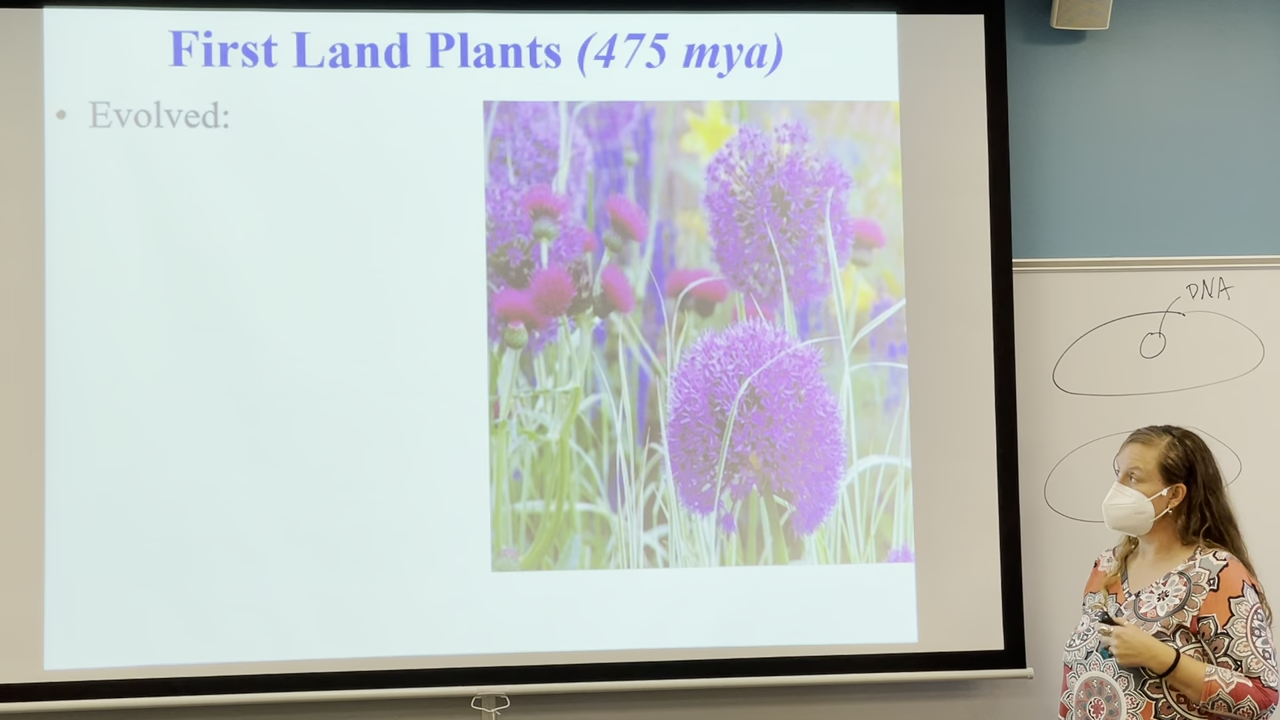 First Land Plants (475 mya)
• Evolved:
DNA